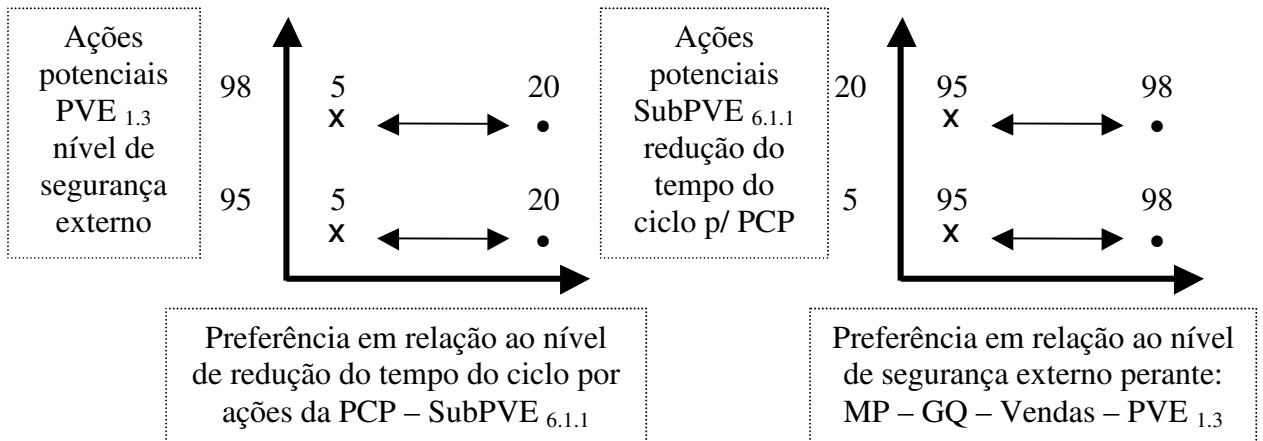 Ações
potenciais
PVE 1.3
nível de
segurança
externo
98
5
x
20
•
95
5
x
20
•
Preferência em relação ao nível
de redução do tempo do ciclo por
ações da PCP – SubPVE 6.1.1
Ações
potenciais
SubPVE 6.1.1
redução do
tempo do
ciclo p/ PCP
20
95
x
98
•
5
95
x
98
•
Preferência em relação ao nível
de segurança externo perante:
MP – GQ – Vendas – PVE 1.3